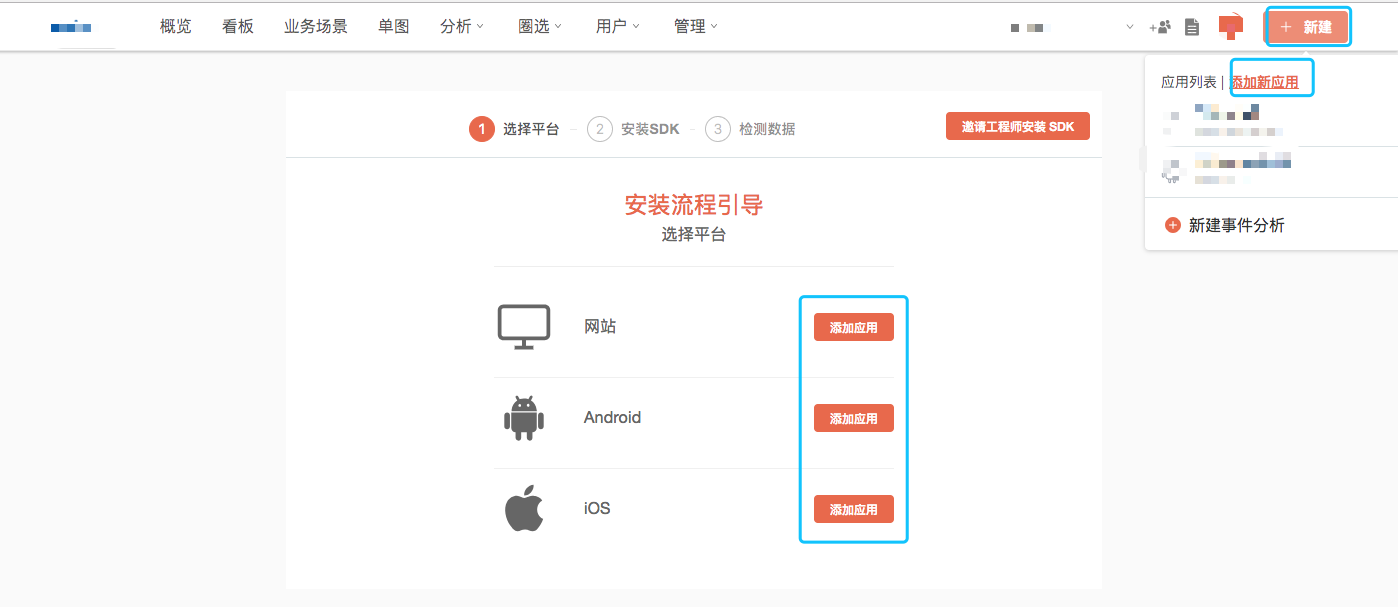 概览 看板 业务场景 单图 分析 圈选 用户 管理 + 新建
应用列表 | 添加新应用
新建事件分析
1 选择平台 2 安装SDK 3 检测数据 邀请工程师安装 SDK
安装流程引导
选择平台
网站 添加应用
Android 添加应用
iOS 添加应用